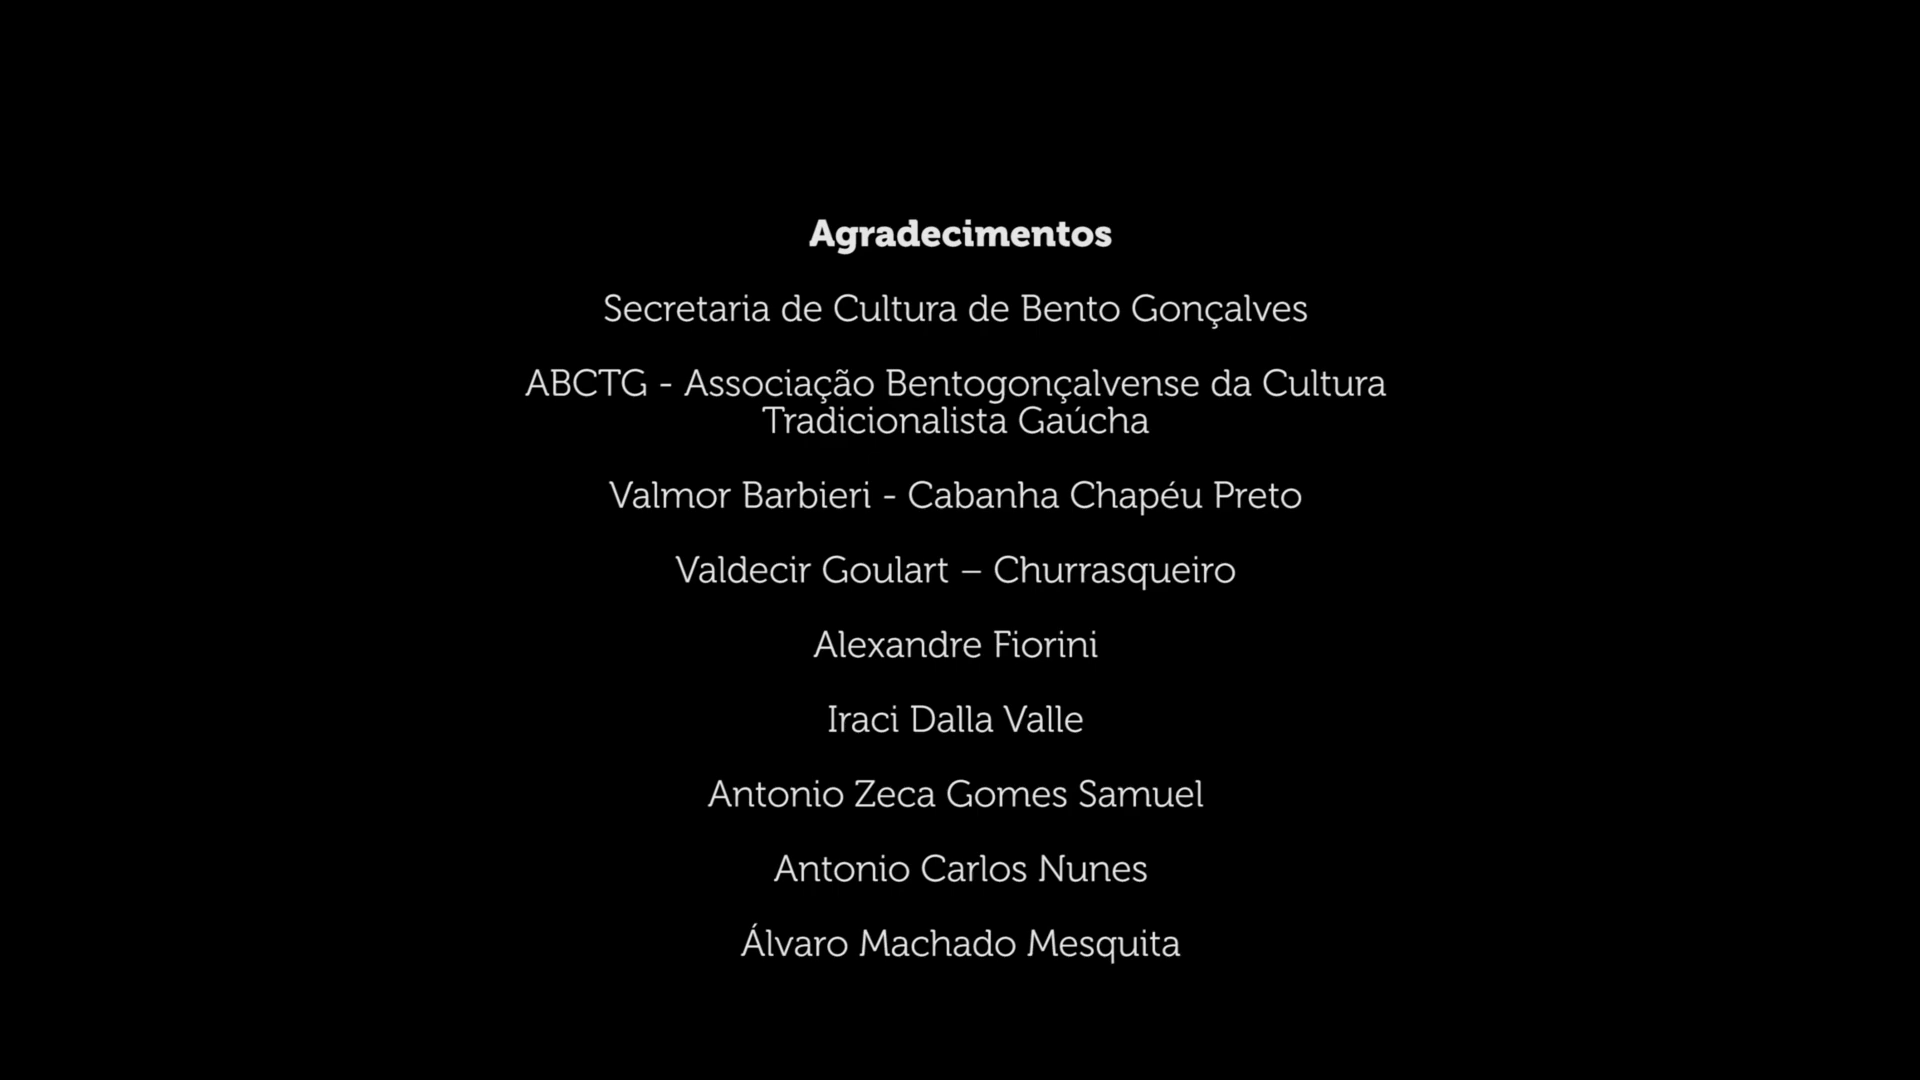 Agradecimentos
Secretaria de Cultura de Bento Gonçalves
ABCTG - Associação Bentogonçalvense da Cultura
Tradicionalista Gaúcha
Valmor Barbieri - Cabanha Chapéu Preto
Valdecir Goulart – Churrasqueiro
Alexandre Fiorini
Iraci Dalla Valle
Antonio Zeca Gomes Samuel
Antonio Carlos Nunes
Álvaro Machado Mesquita